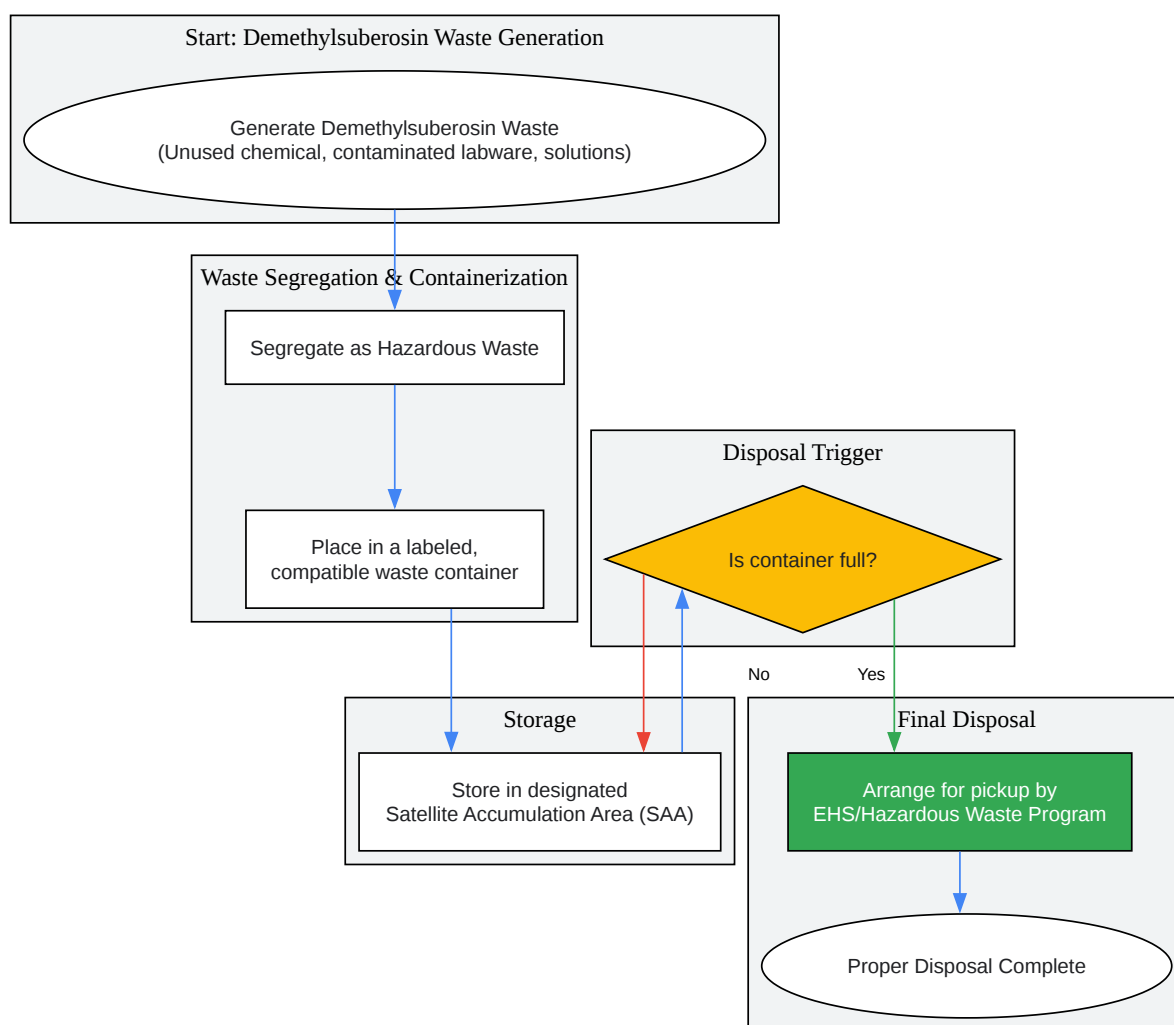 Start: Demethylsuberosin Waste Generation
Generate Demethylsuberosin Waste
(Unused chemical, contaminated labware, solutions)
Waste Segregation & Containerization
Segregate as Hazardous Waste
Place in a labeled,
compatible waste container
Disposal Trigger
Is container full?
No
Yes
Storage
Store in designated
Satellite Accumulation Area (SAA)
Final Disposal
Arrange for pickup by
EHS/Hazardous Waste Program
Proper Disposal Complete